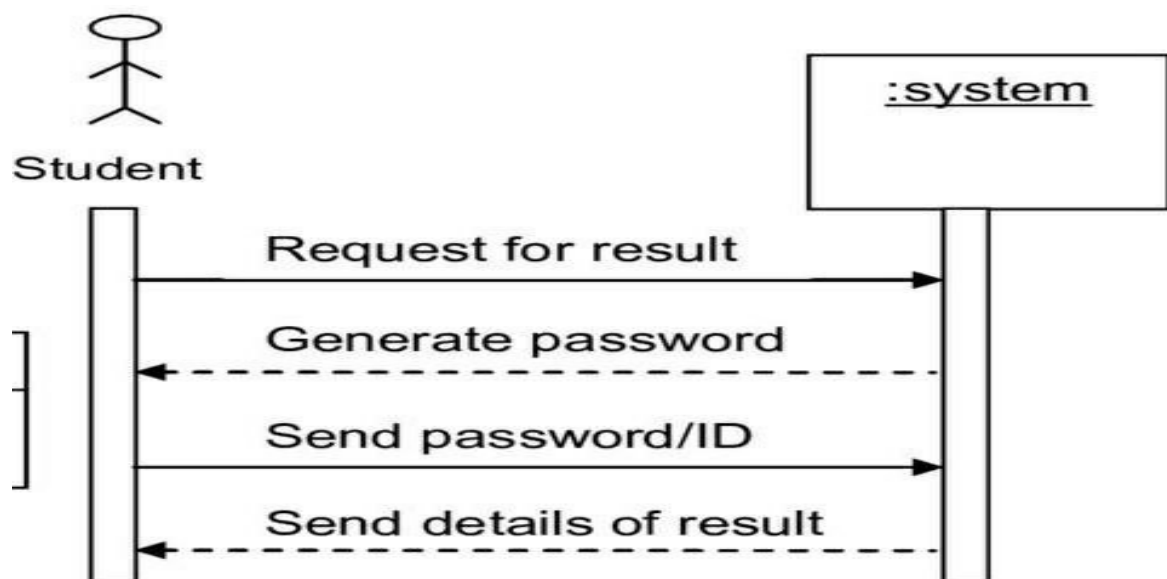 :system
Student
Request for result
Generate password
Send password/ID
Send details of result